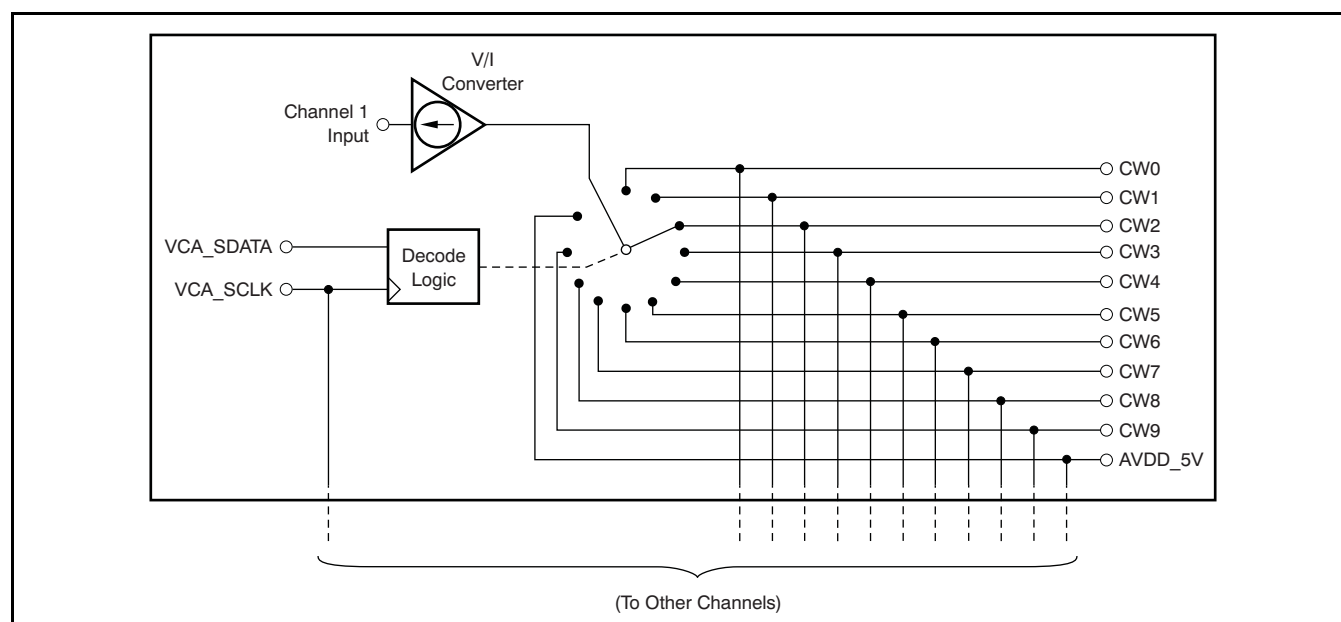 V/I
Converter
Channel 1
Input
VCA_SDATA
VCA_SCLK
Decode
Logic
CW0
CW1
CW2
CW3
CW4
CW5
CW6
CW7
CW8
CW9
AVDD_5V
(To Other Channels)